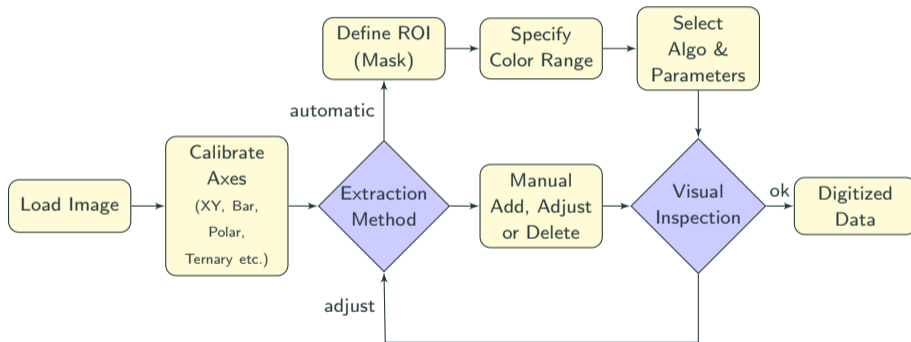 Define ROI
(Mask)
Specify
Color Range
Select
Algo &
Parameters
automatic
Load Image
Calibrate
Axes
(XY, Bar,
Polar,
Ternary etc.)
Extraction
Method
Manual
Add, Adjust
or Delete
Visual
Inspection
ok
Digitized
Data
adjust